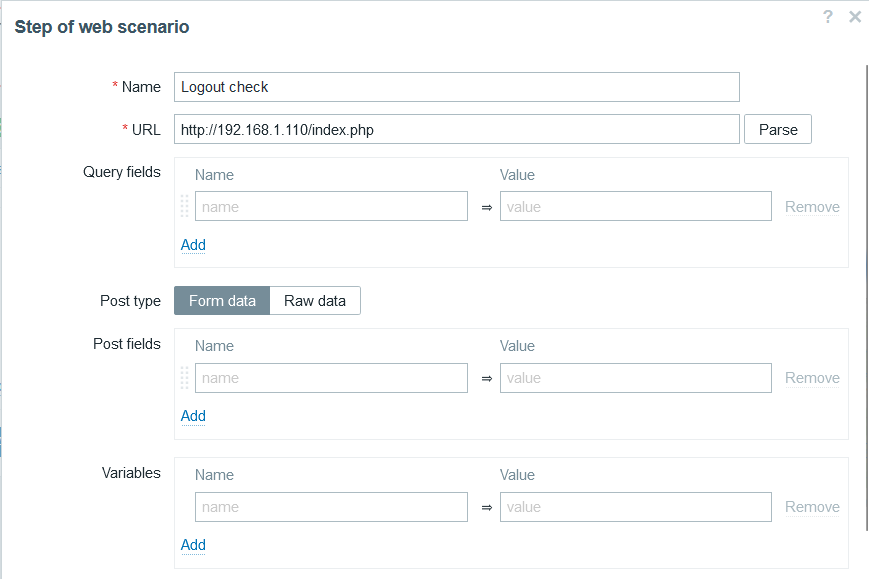 Step of web scenario ? ×
* Name Logout check
* URL http://192.168.1.110/index.php Parse
Query fields Name Value
name ⇒ value Remove
Add
Post type Form data Raw data
Post fields Name Value
name ⇒ value Remove
Add
Variables Name Value
name ⇒ value Remove
Add